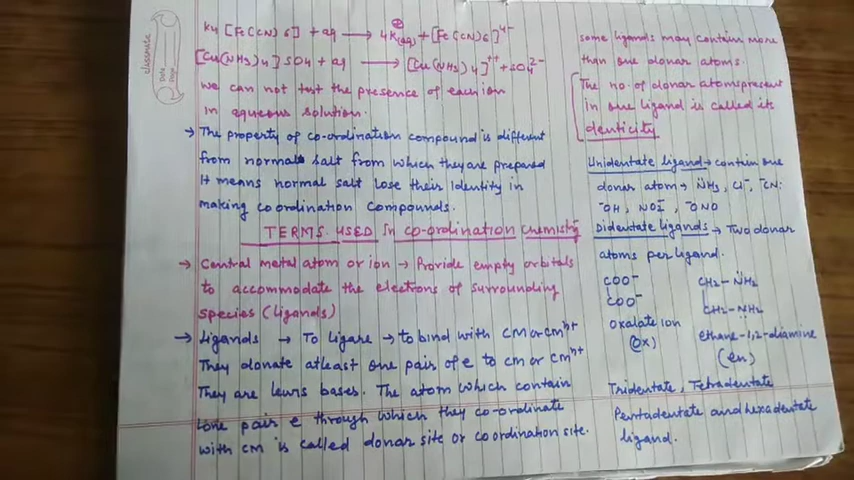 Classmate
Date
Page
K4 [Fe(CN)6] + aq → 4K⊕(aq) + [Fe(CN)6]4-
[Cu(NH3)4]SO4 + aq → [Cu(NH3)4]++ + SO42-
we can not test the presence of each ion
in aqueous solution.
→ The property of co-ordination compound is different
from normal salt from which they are prepared
It means normal salt lose their identity in
making coordination compounds.
TERMS USED In co-ordination chemistry
→ Central metal atom or ion → Provide empty orbitals
to accommodate the electrons of surrounding
species (Ligands)
→ Ligands → To ligare → to bind with CM or CMn+
They donate atleast one pair of e to CM or CMn+
They are lewis bases. The atom which contain
Lone pair e through which they co-ordinate
with CM is called donar site or coordination site.
some ligands may contain more
than one donar atoms.
The no. of donar atoms present
in one ligand is called its
denticity
Unidentate ligand → contain one
donar atom → NH3, Cl-, -CN:
-OH, NO2-, -ONO
Didentate ligands → Two donar
atoms per ligand.
COO- CH2-NH2
COO- CH2-NH2
Oxalate ion ethane-1,2-diamine
(Ox) (en)
Tridentate, Tetradentate
Pentadentate and hexadentate
ligand.